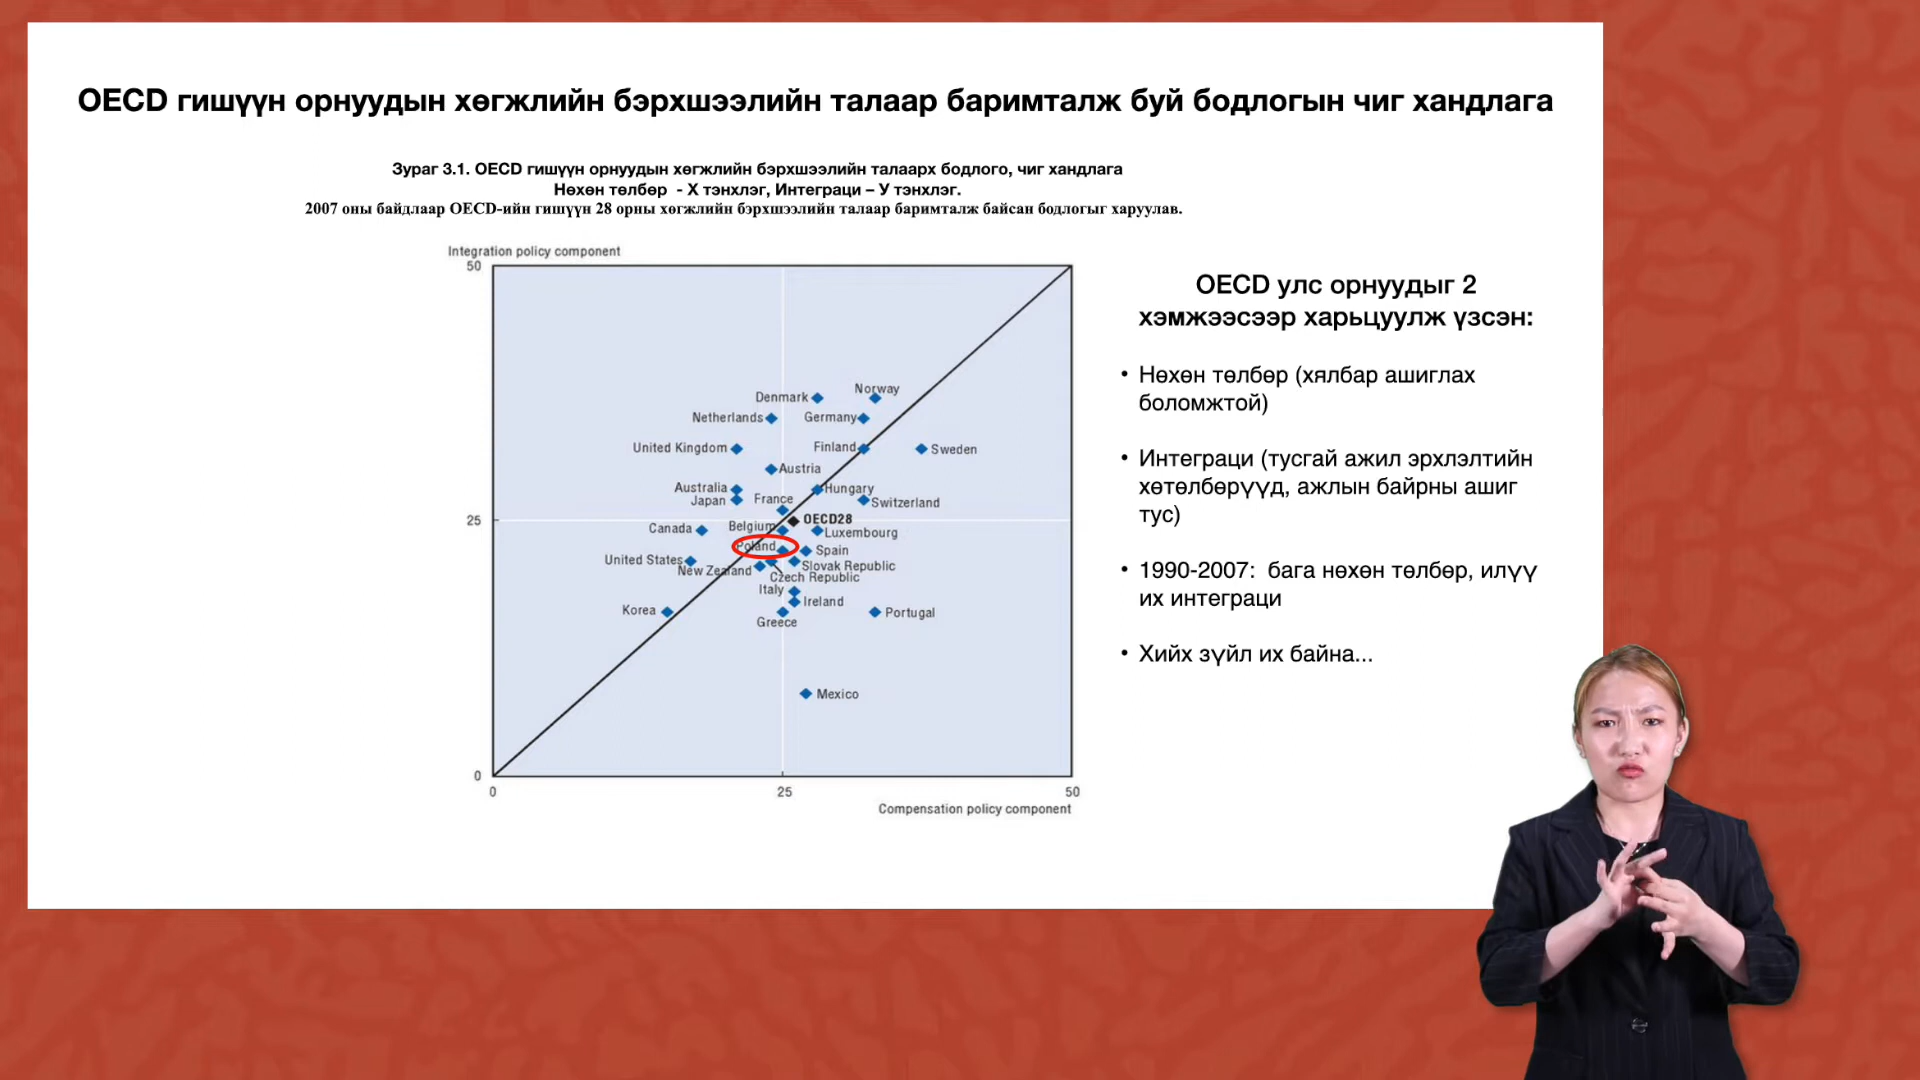 OECD гишүүн орнуудын хөгжлийн бэрхшээлийн талаар баримталж буй бодлогын чиг хандлага
Зураг 3.1. OECD гишүүн орнуудын хөгжлийн бэрхшээлийн талаарх бодлого, чиг хандлага
Нөхөн төлбөр - Х тэнхлэг, Интеграци – У тэнхлэг.
2007 оны байдлаар OECD-ийн гишүүн 28 орны хөгжлийн бэрхшээлийн талаар баримталж байсан бодлогыг харуулав.
Integration policy component
50
Norway
Denmark
Netherlands
Germany
United Kingdom
Finland
Sweden
Austria
Australia
Hungary
Japan
France
Switzerland
25
OECD28
Canada
Belgium
Luxembourg
Poland
Spain
United States
New Zealand
Slovak Republic
Czech Republic
Italy
Ireland
Korea
Greece
Portugal
Mexico
0
0
25
50
Compensation policy component
OECD улс орнуудыг 2
хэмжээсээр харьцуулж үзсэн:
• Нөхөн төлбөр (хялбар ашиглах
боломжтой)
• Интеграци (тусгай ажил эрхлэлтийн
хөтөлбөрүүд, ажлын байрны ашиг
тус)
• 1990-2007: бага нөхөн төлбөр, илүү
их интеграци
• Хийх зүйл их байна...